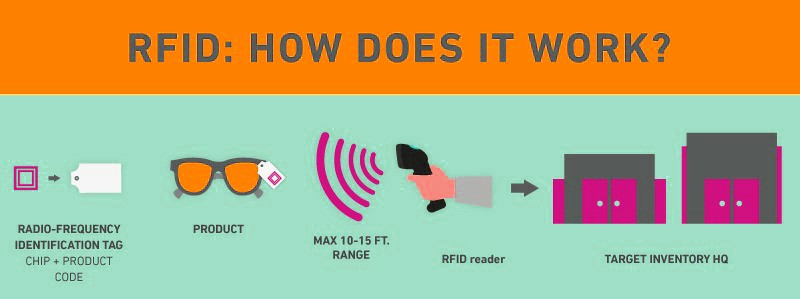 RFID: HOW DOES IT WORK?
RADIO-FREQUENCY
IDENTIFICATION TAG
CHIP + PRODUCT
CODE
PRODUCT
MAX 10-15 FT.
RANGE
RFID reader
TARGET INVENTORY HQ